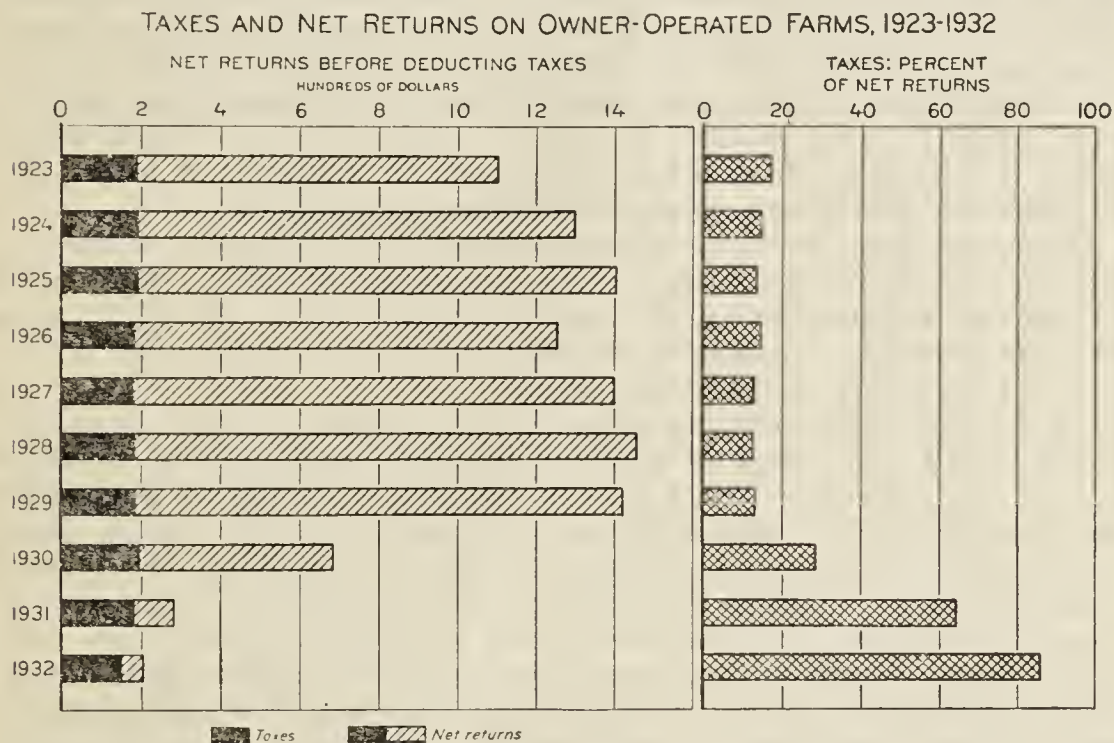 TAXES AND NET RETURNS ON OWNER-OPERATED FARMS, 1923-1932
NET RETURNS BEFORE DEDUCTING TAXES
HUNDREDS OF DOLLARS
0 2 4 6 8 10 12 14
TAXES: PERCENT
OF NET RETURNS
0 20 40 60 80 100
1923
1924
1925
1926
1927
1928
1929
1930
1931
1932
Taxes Net returns